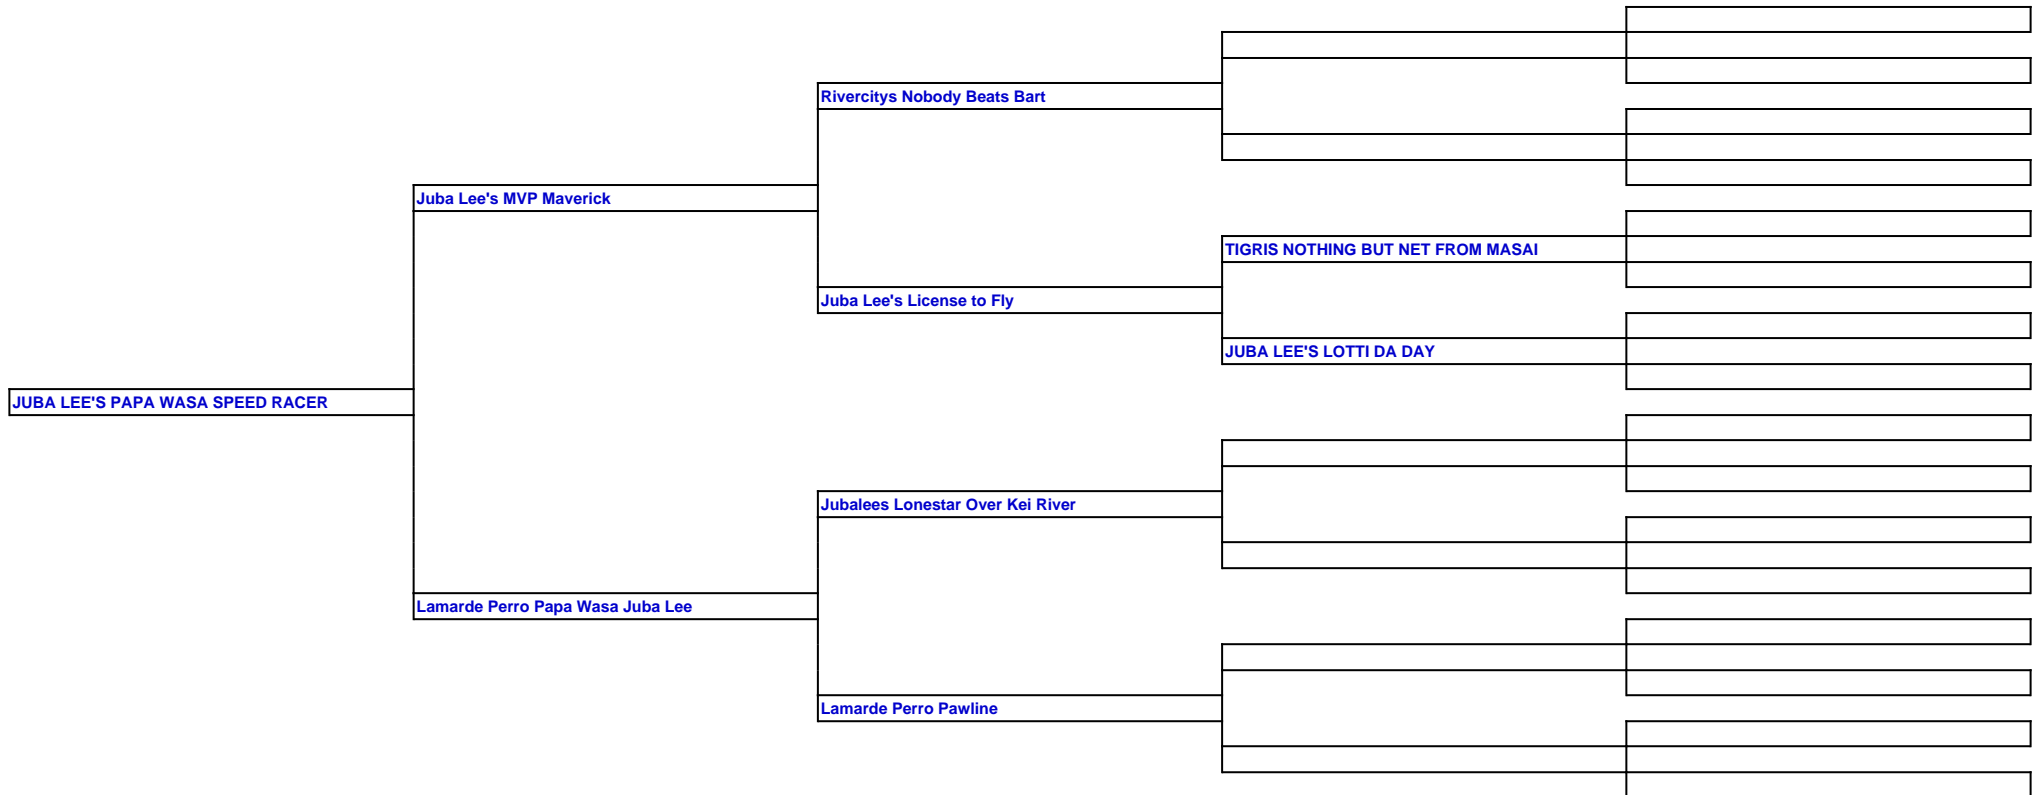 Rivercitys Nobody Beats Bart
Juba Lee's MVP Maverick
TIGRIS NOTHING BUT NET FROM MASAI
Juba Lee's License to Fly
JUBA LEE'S LOTTI DA DAY
JUBA LEE'S PAPA WASA SPEED RACER
Jubalees Lonestar Over Kei River
Lamarde Perro Papa Wasa Juba Lee
Lamarde Perro Pawline